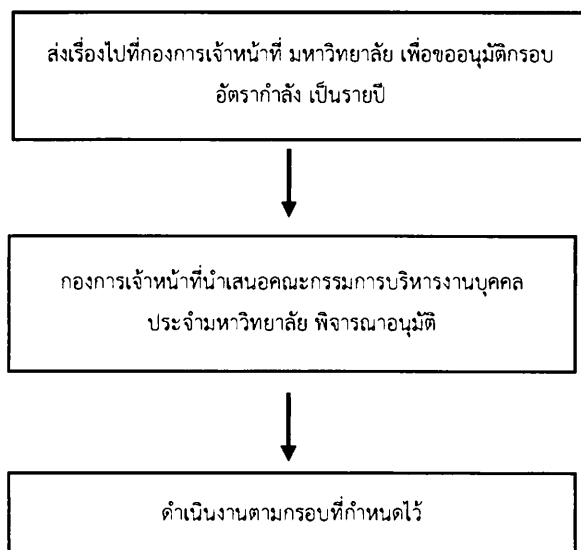 ส่งเรื่องไปที่กองการเจ้าหน้าที่ มหาวิทยาลัย เพื่อขออนุมัติกรอบ
อัตรากำลัง เป็นรายปี
กองการเจ้าหน้าที่นำเสนอคณะกรรมการบริหารงานบุคคล
ประจำมหาวิทยาลัย พิจารณาอนุมัติ
ดำเนินงานตามกรอบที่กำหนดไว้